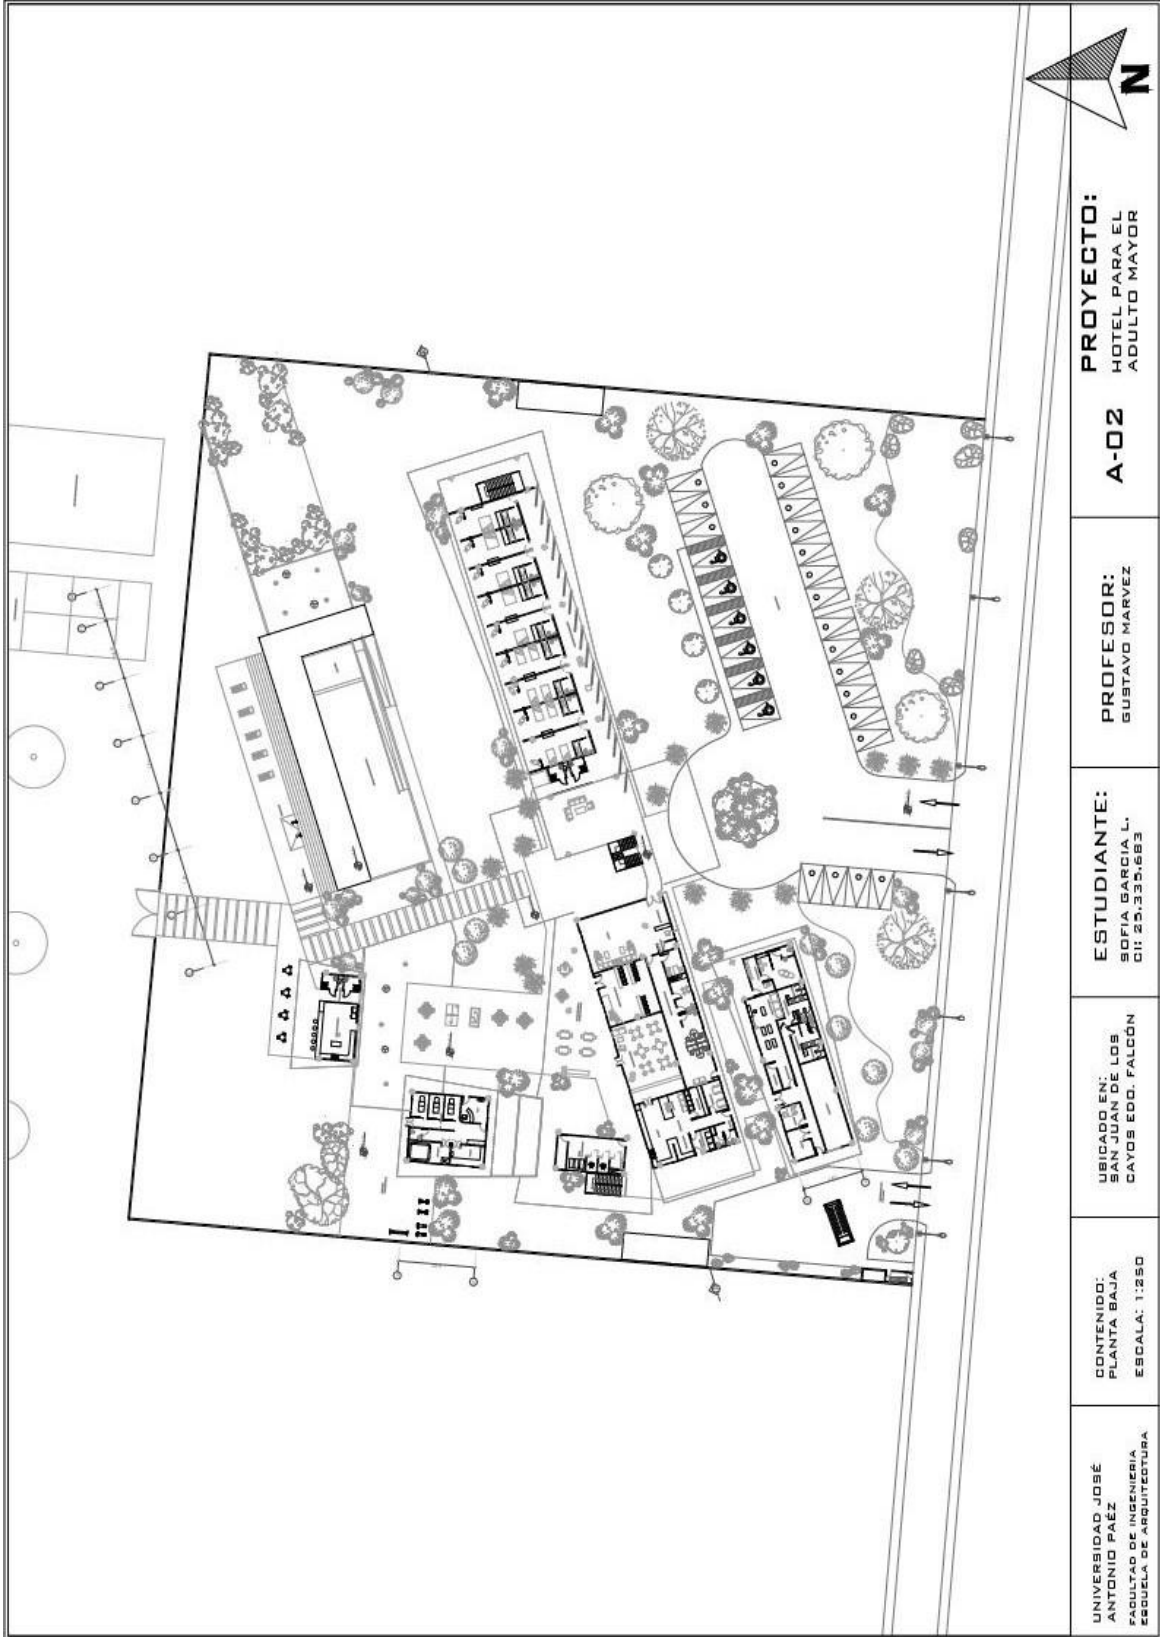 UNIVERSIDAD JOSÉ
ANTONIO PAÉZ
FACULTAD DE INGENIERIA
ESCUELA DE ARQUITECTURA
CONTENIDO:
PLANTA BAJA
ESCALA: 1:250
UBICADO EN:
SAN JUAN DE LOS
CAYOS EDO. FALCÓN
ESTUDIANTE:
SOFIA GARCIA L.
CI: 25.335.683
PROFESOR:
GUSTAVO MARVEZ
A-02
PROYECTO:
HOTEL PARA EL
ADULTO MAYOR
N